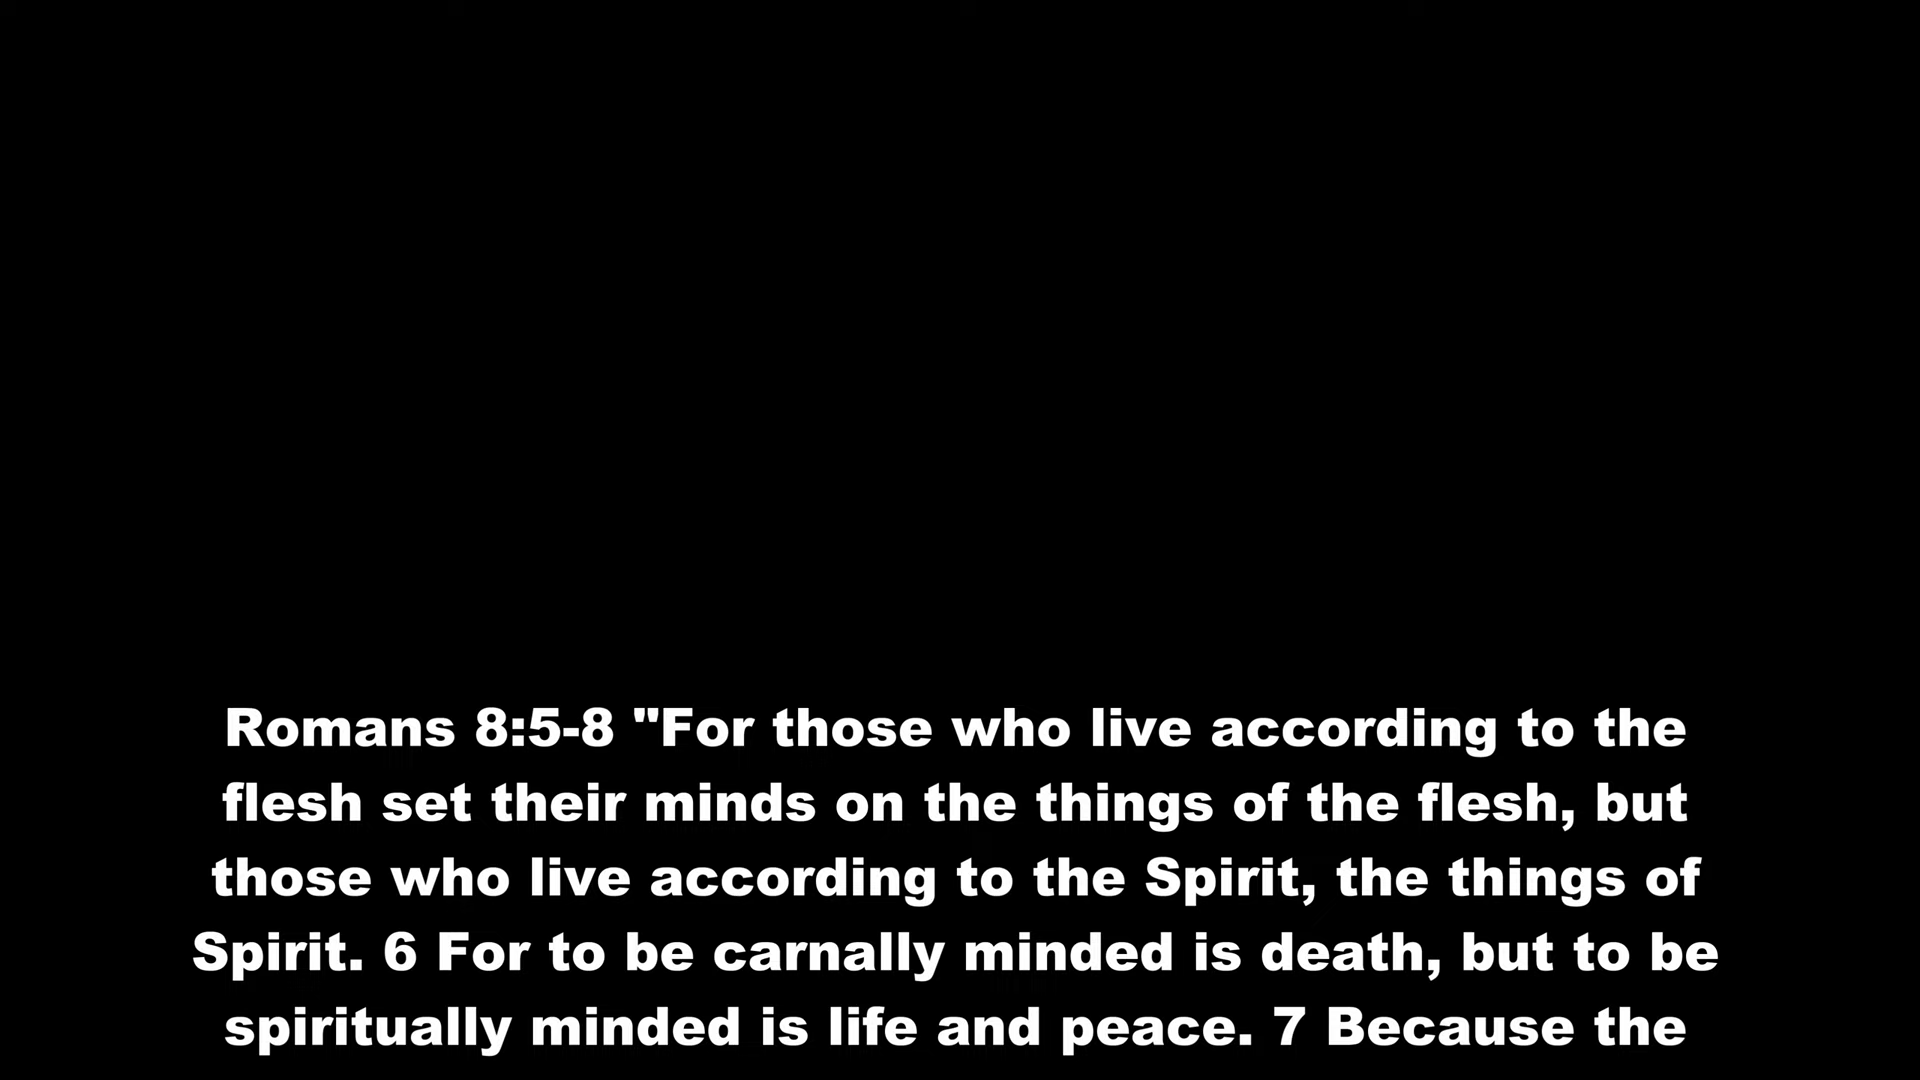 Romans 8:5-8 "For those who live according to the
flesh set their minds on the things of the flesh, but
those who live according to the Spirit, the things of
Spirit. 6 For to be carnally minded is death, but to be
spiritually minded is life and peace. 7 Because the